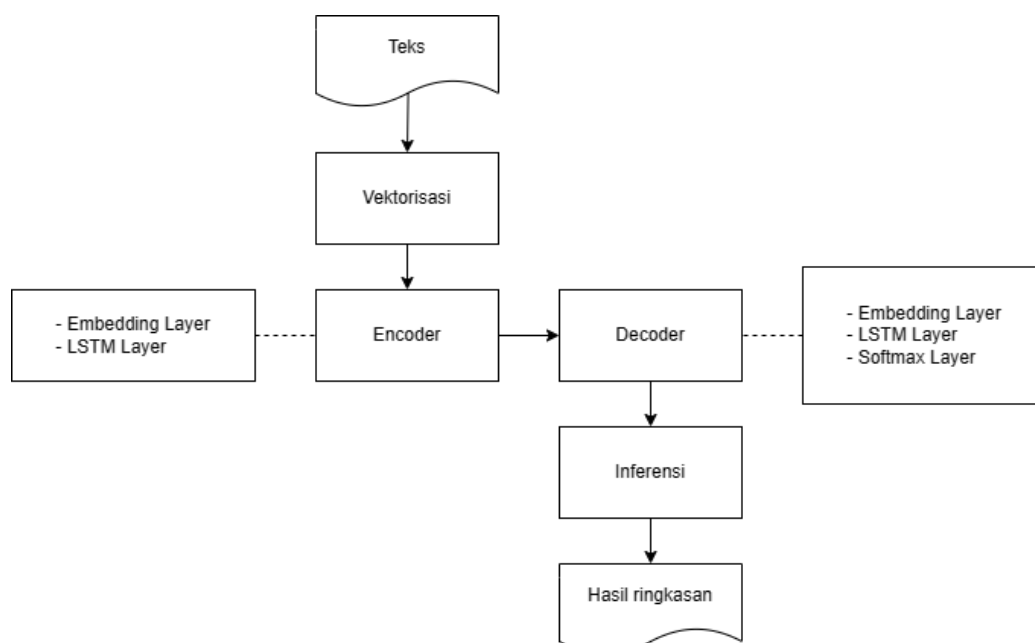 Teks
Vektorisasi
- Embedding Layer
- LSTM Layer
Encoder
Decoder
- Embedding Layer
- LSTM Layer
- Softmax Layer
Inferensi
Hasil ringkasan